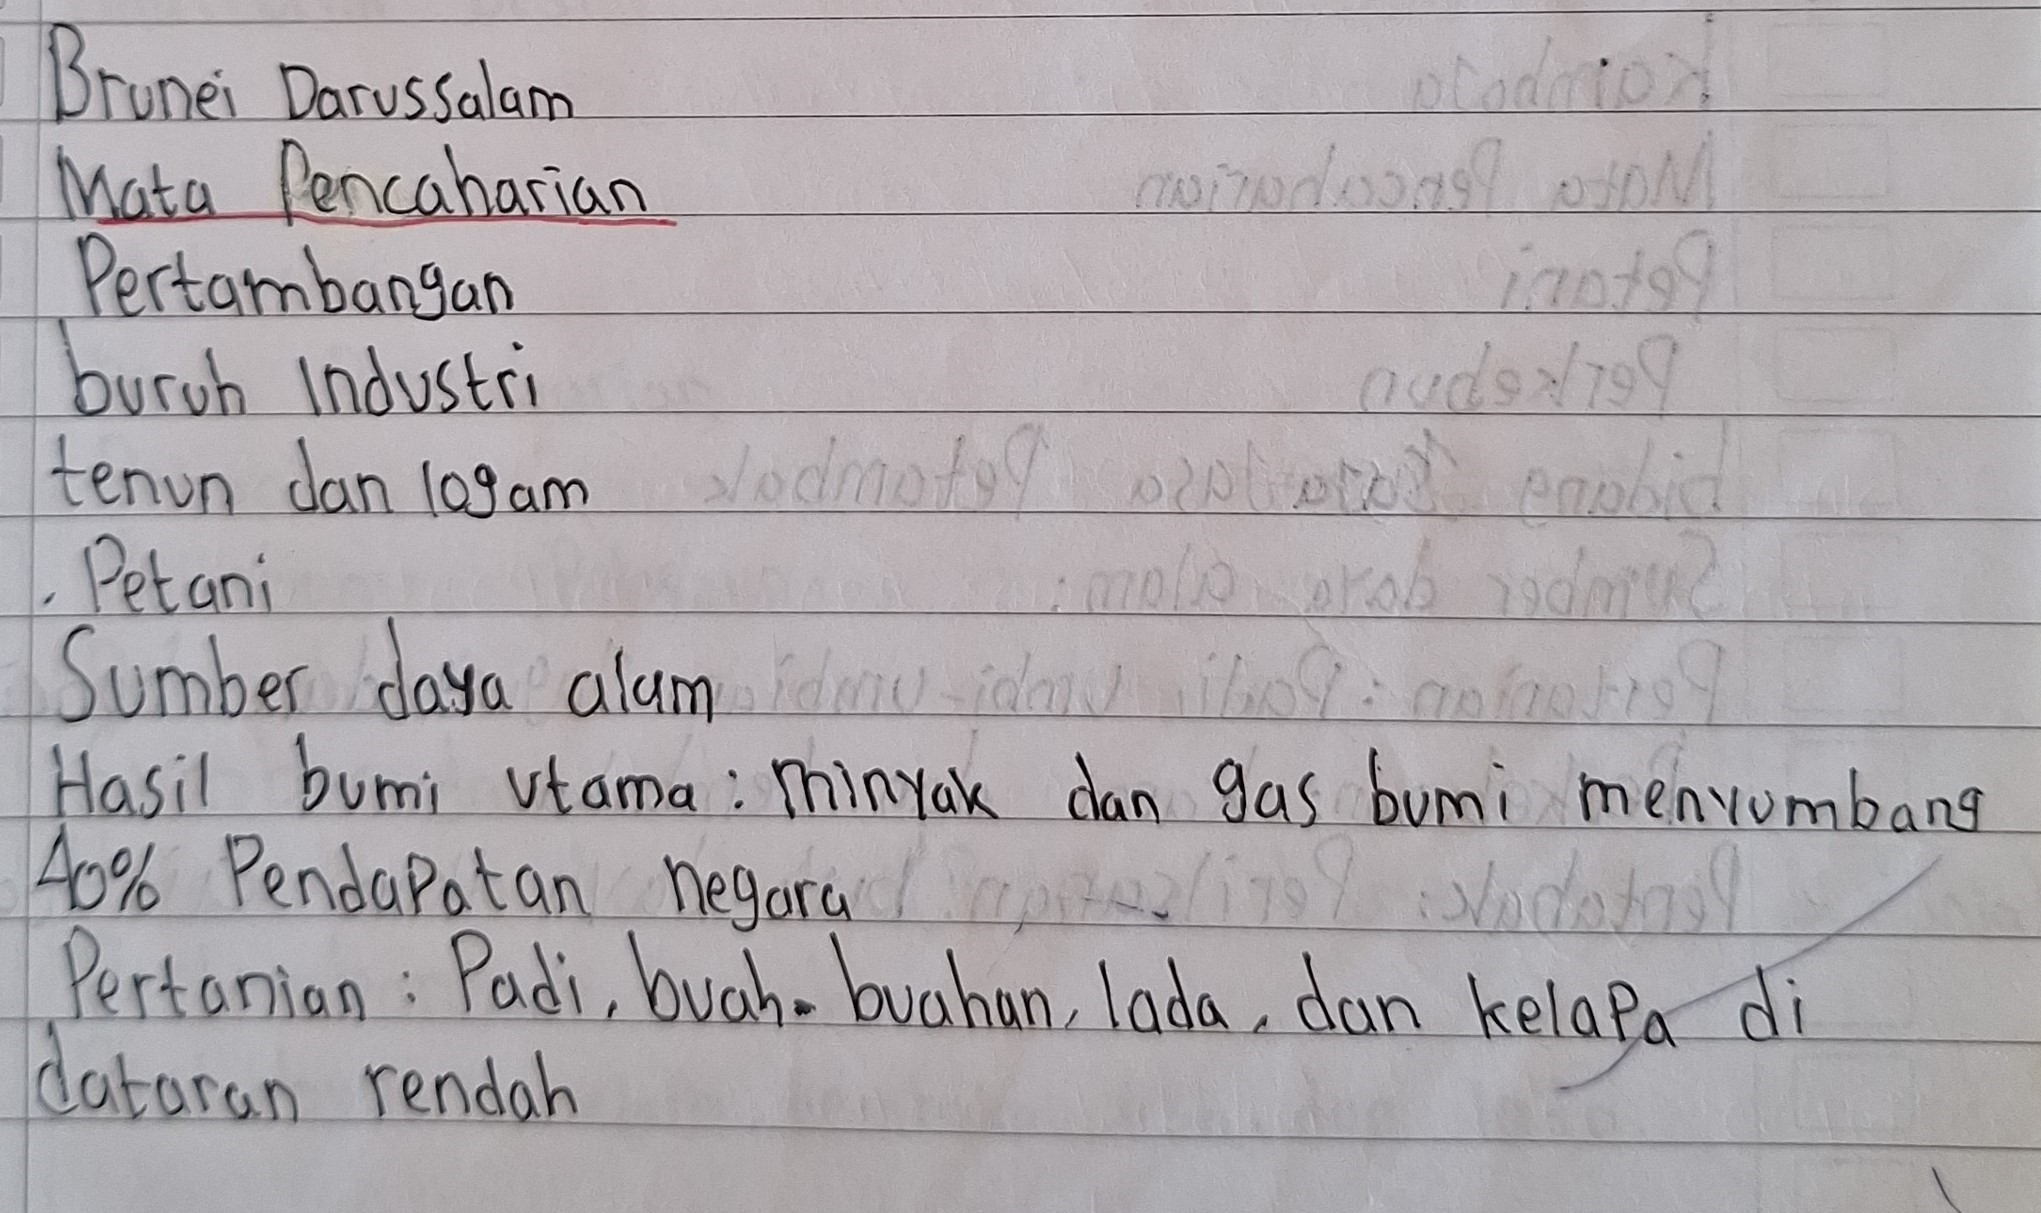 Brunei Darussalam
Mata Pencaharian
Pertambangan
buruh Industri
tenun dan logam
. Petani
Sumber daya alam
Hasil bumi utama : minyak dan gas bumi menyumbang
40% Pendapatan negara
Pertanian : Padi, buah-buahan, lada, dan kelapa di
dataran rendah